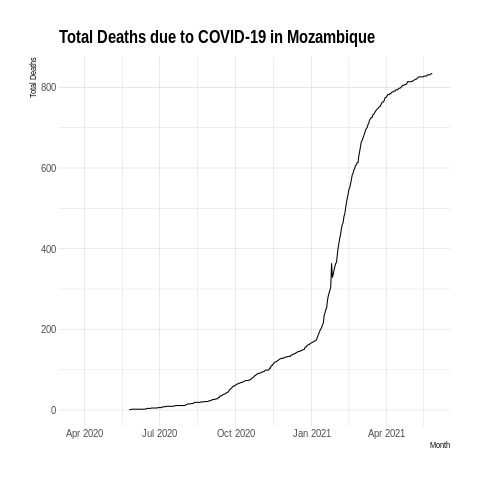 Total Deaths due to COVID-19 in Mozambique
Total Deaths
800
600
400
200
0
Apr 2020 Jul 2020 Oct 2020 Jan 2021 Apr 2021
Month